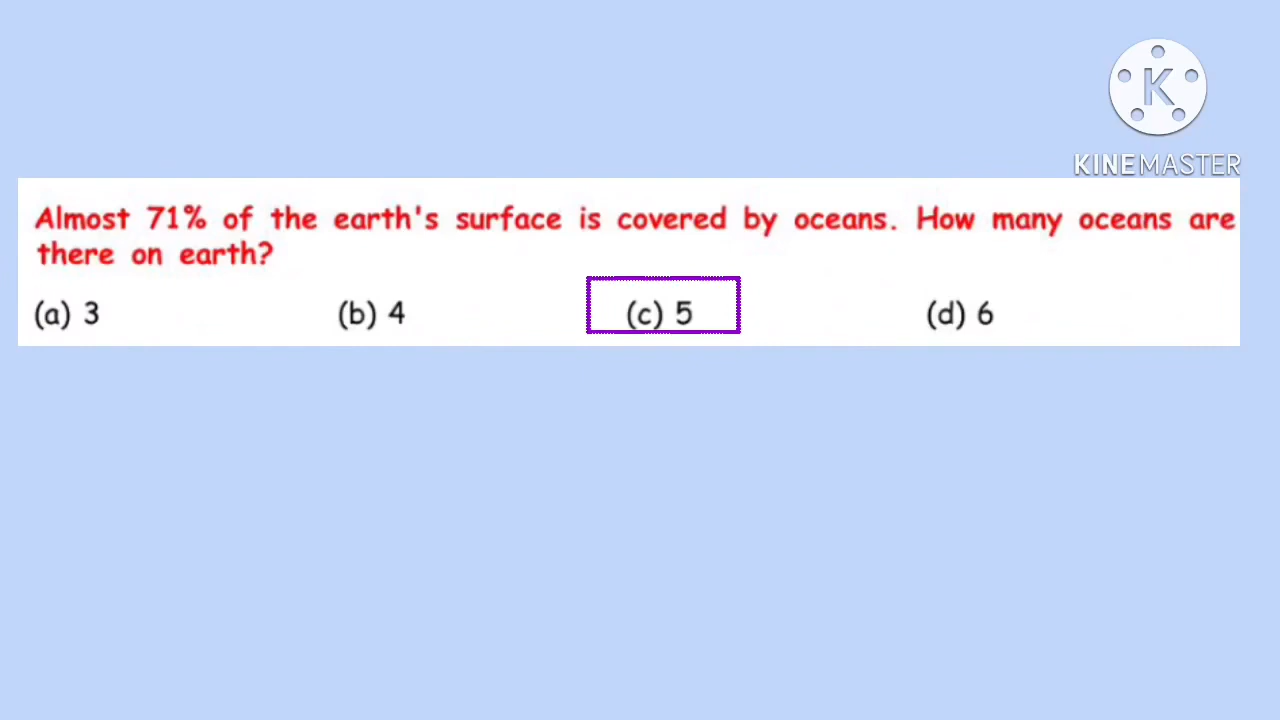 K
KINEMASTER
Almost 71% of the earth's surface is covered by oceans. How many oceans are
there on earth?
(a) 3 (b) 4 (c) 5 (d) 6